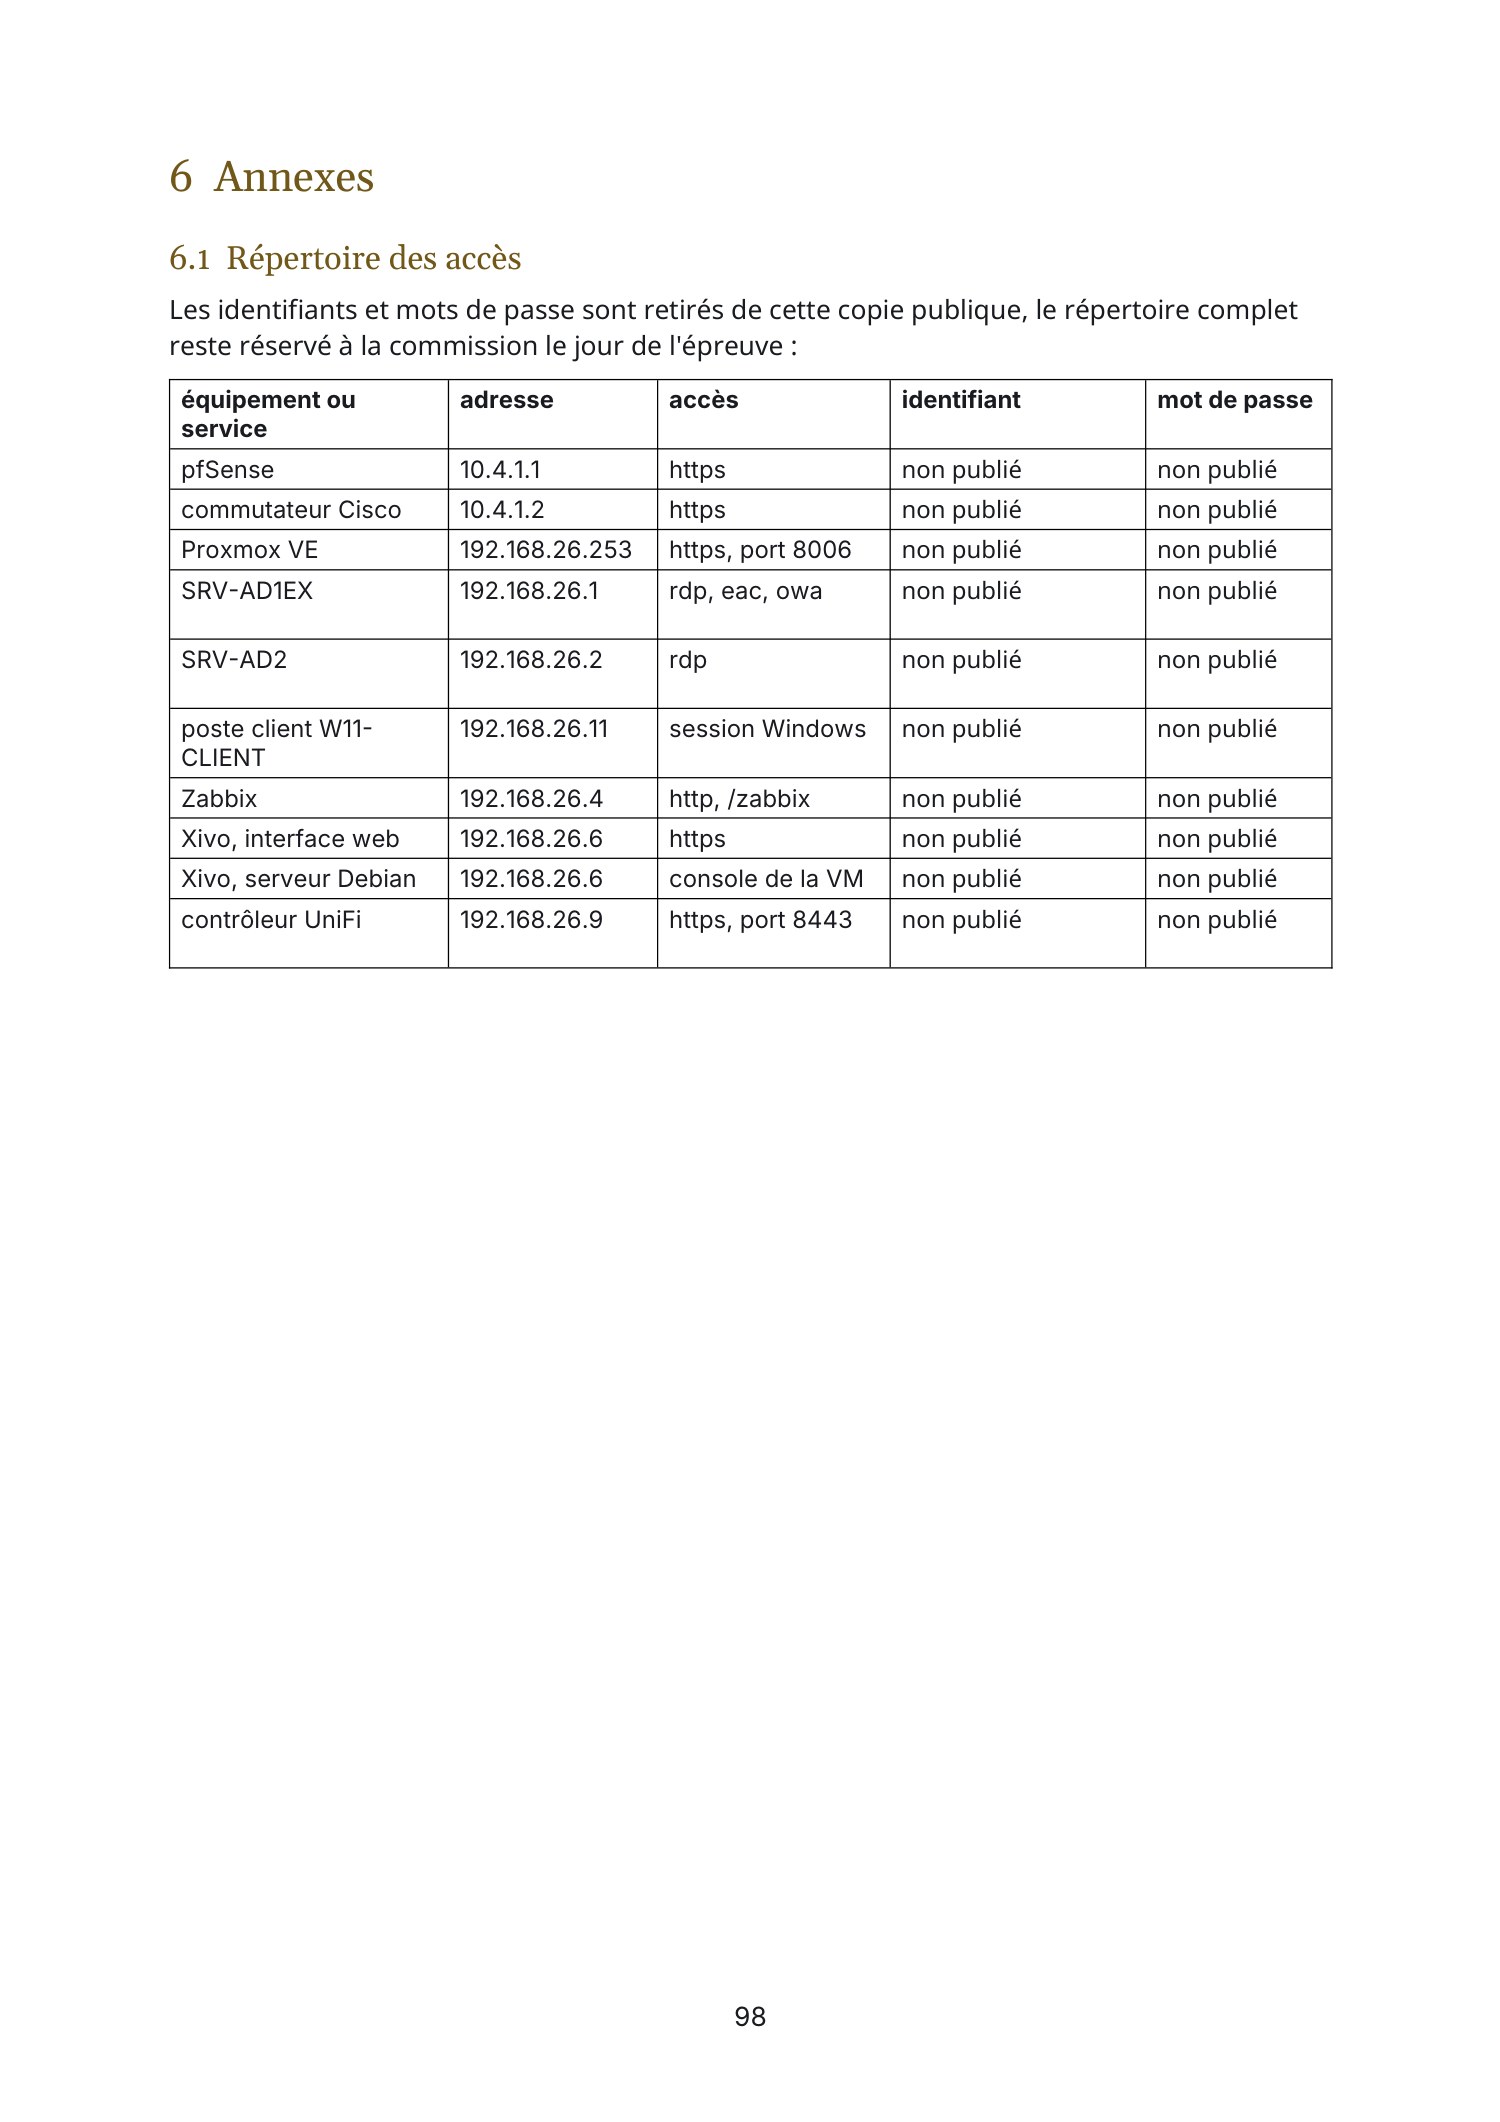 6 Annexes
6.1 Répertoire des accès
Les identifiants et mots de passe sont retirés de cette copie publique, le répertoire complet
reste réservé à la commission le jour de l'épreuve :
équipement ou service adresse accès identifiant mot de passe
pfSense 10.4.1.1 https non publié non publié
commutateur Cisco 10.4.1.2 https non publié non publié
Proxmox VE 192.168.26.253 https, port 8006 non publié non publié
SRV-AD1EX 192.168.26.1 rdp, eac, owa non publié non publié
SRV-AD2 192.168.26.2 rdp non publié non publié
poste client W11-CLIENT 192.168.26.11 session Windows non publié non publié
Zabbix 192.168.26.4 http, /zabbix non publié non publié
Xivo, interface web 192.168.26.6 https non publié non publié
Xivo, serveur Debian 192.168.26.6 console de la VM non publié non publié
contrôleur UniFi 192.168.26.9 https, port 8443 non publié non publié
98